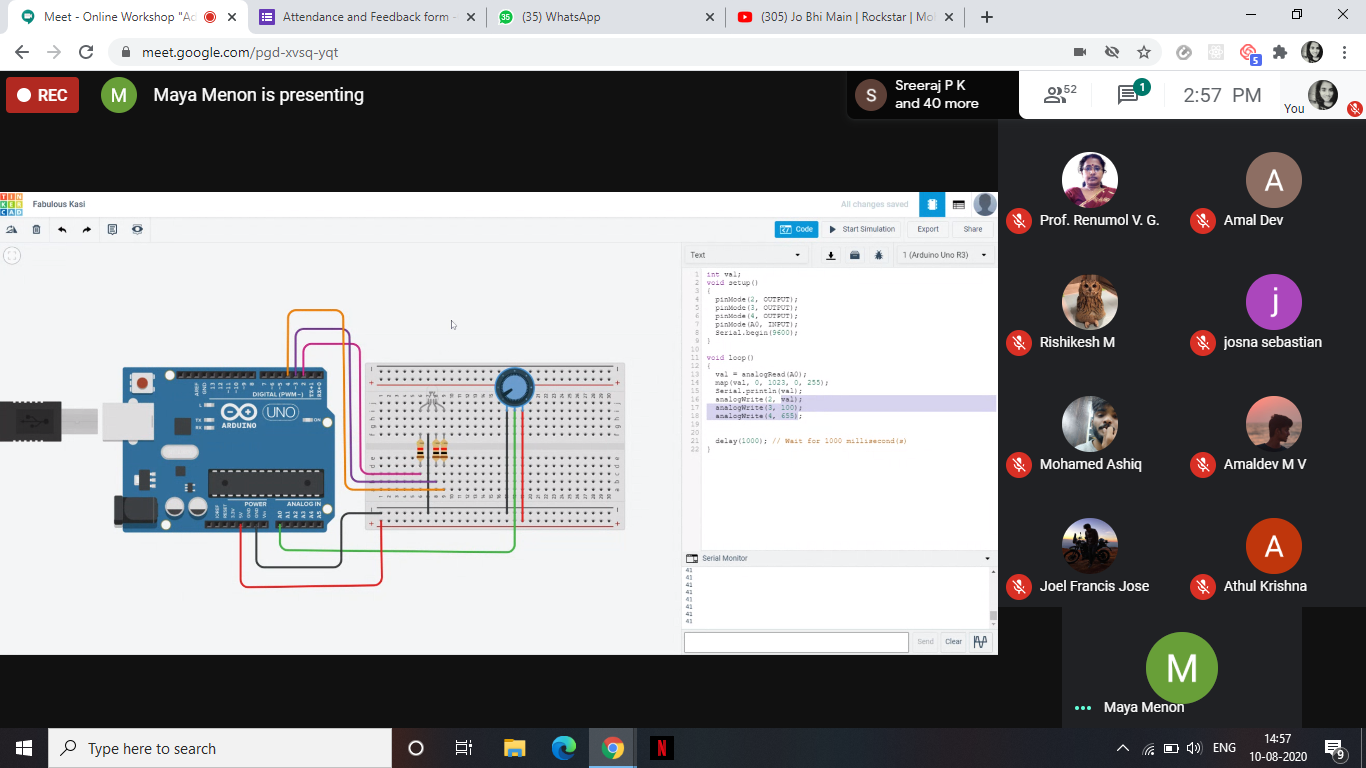 Meet - Online Workshop "Ac
Attendance and Feedback form -
(35) WhatsApp
(305) Jo Bhi Main | Rockstar | Mo
meet.google.com/pgd-xvsq-yqt
5
REC
M
Maya Menon is presenting
S
Sreeraj P K
and 40 more
52
1
2:57 PM
You
TIN
KER
CAD
Fabulous Kasi
All changes saved
Code
Start Simulation
Export
Share
Text
1 (Arduino Uno R3)
1 int val;
2 void setup()
3 {
4 pinMode(2, OUTPUT);
5 pinMode(3, OUTPUT);
6 pinMode(4, OUTPUT);
7 pinMode(A0, INPUT);
8 Serial.begin(9600);
9 }
10
11 void loop()
12 {
13 val = analogRead(A0);
14 map(val, 0, 1023, 0, 255);
15 Serial.println(val);
16 analogWrite(2, val);
17 analogWrite(3, 100);
18 analogWrite(4, 655);
19
20
21 delay(1000); // Wait for 1000 millisecond(s)
22 }
DIGITAL (PWM~)
UNO
ARDUINO
ON
POWER
ANALOG IN
Serial Monitor
41
41
41
41
41
41
41
41
Send
Clear
Prof. Renumol V. G.
A
Amal Dev
Rishikesh M
j
josna sebastian
Mohamed Ashiq
Amaldev M V
Joel Francis Jose
A
Athul Krishna
M
Maya Menon
Type here to search
N
ENG
14:57
10-08-2020
9